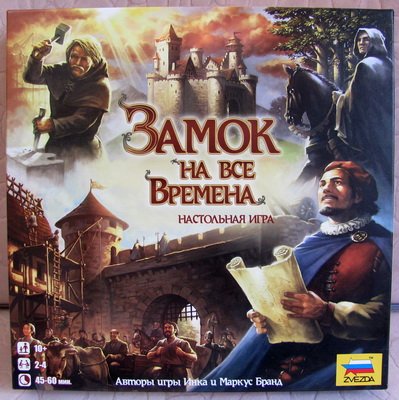 ЗАМОК
НА ВСЕ
ВРЕМЕНА
НАСТОЛЬНАЯ ИГРА
10+
2-4
45-60 мин.
Авторы игры Инка и Маркус Бранд
ZVEZDA